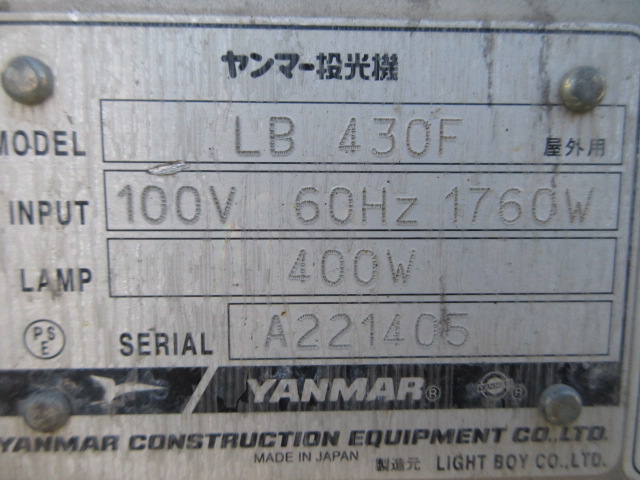 ヤンマー投光機
MODEL LB 430F 屋外用
INPUT 100V 60Hz 1760W
LAMP 400W
PS E SERIAL A221405
YANMAR® ®
YANMAR CONSTRUCTION EQUIPMENT CO.,LTD.
MADE IN JAPAN 製造元 LIGHT BOY CO.,LTD.